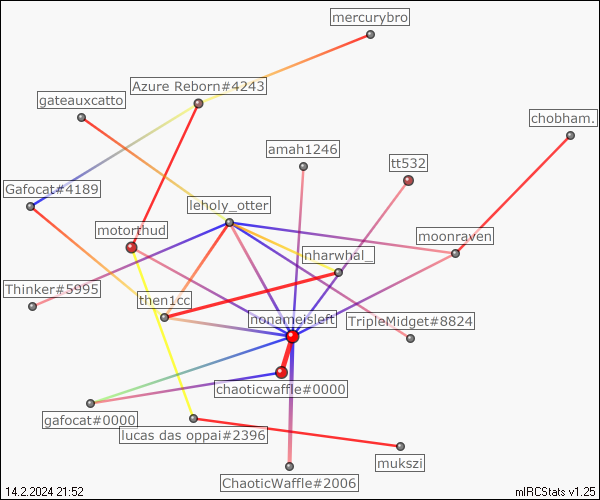 mercurybro
Azure Reborn#4243
gateauxcatto
chobham.
amah1246
tt532
Gafocat#4189
leholy_otter
motorthud
moonraven
nharwhal_
Thinker#5995
then1cc
nonameisleft
TripleMidget#8824
chaoticwaffle#0000
gafocat#0000
lucas das oppai#2396
mukszi
ChaoticWaffle#2006
14.2.2024 21:52
mIRCStats v1.25